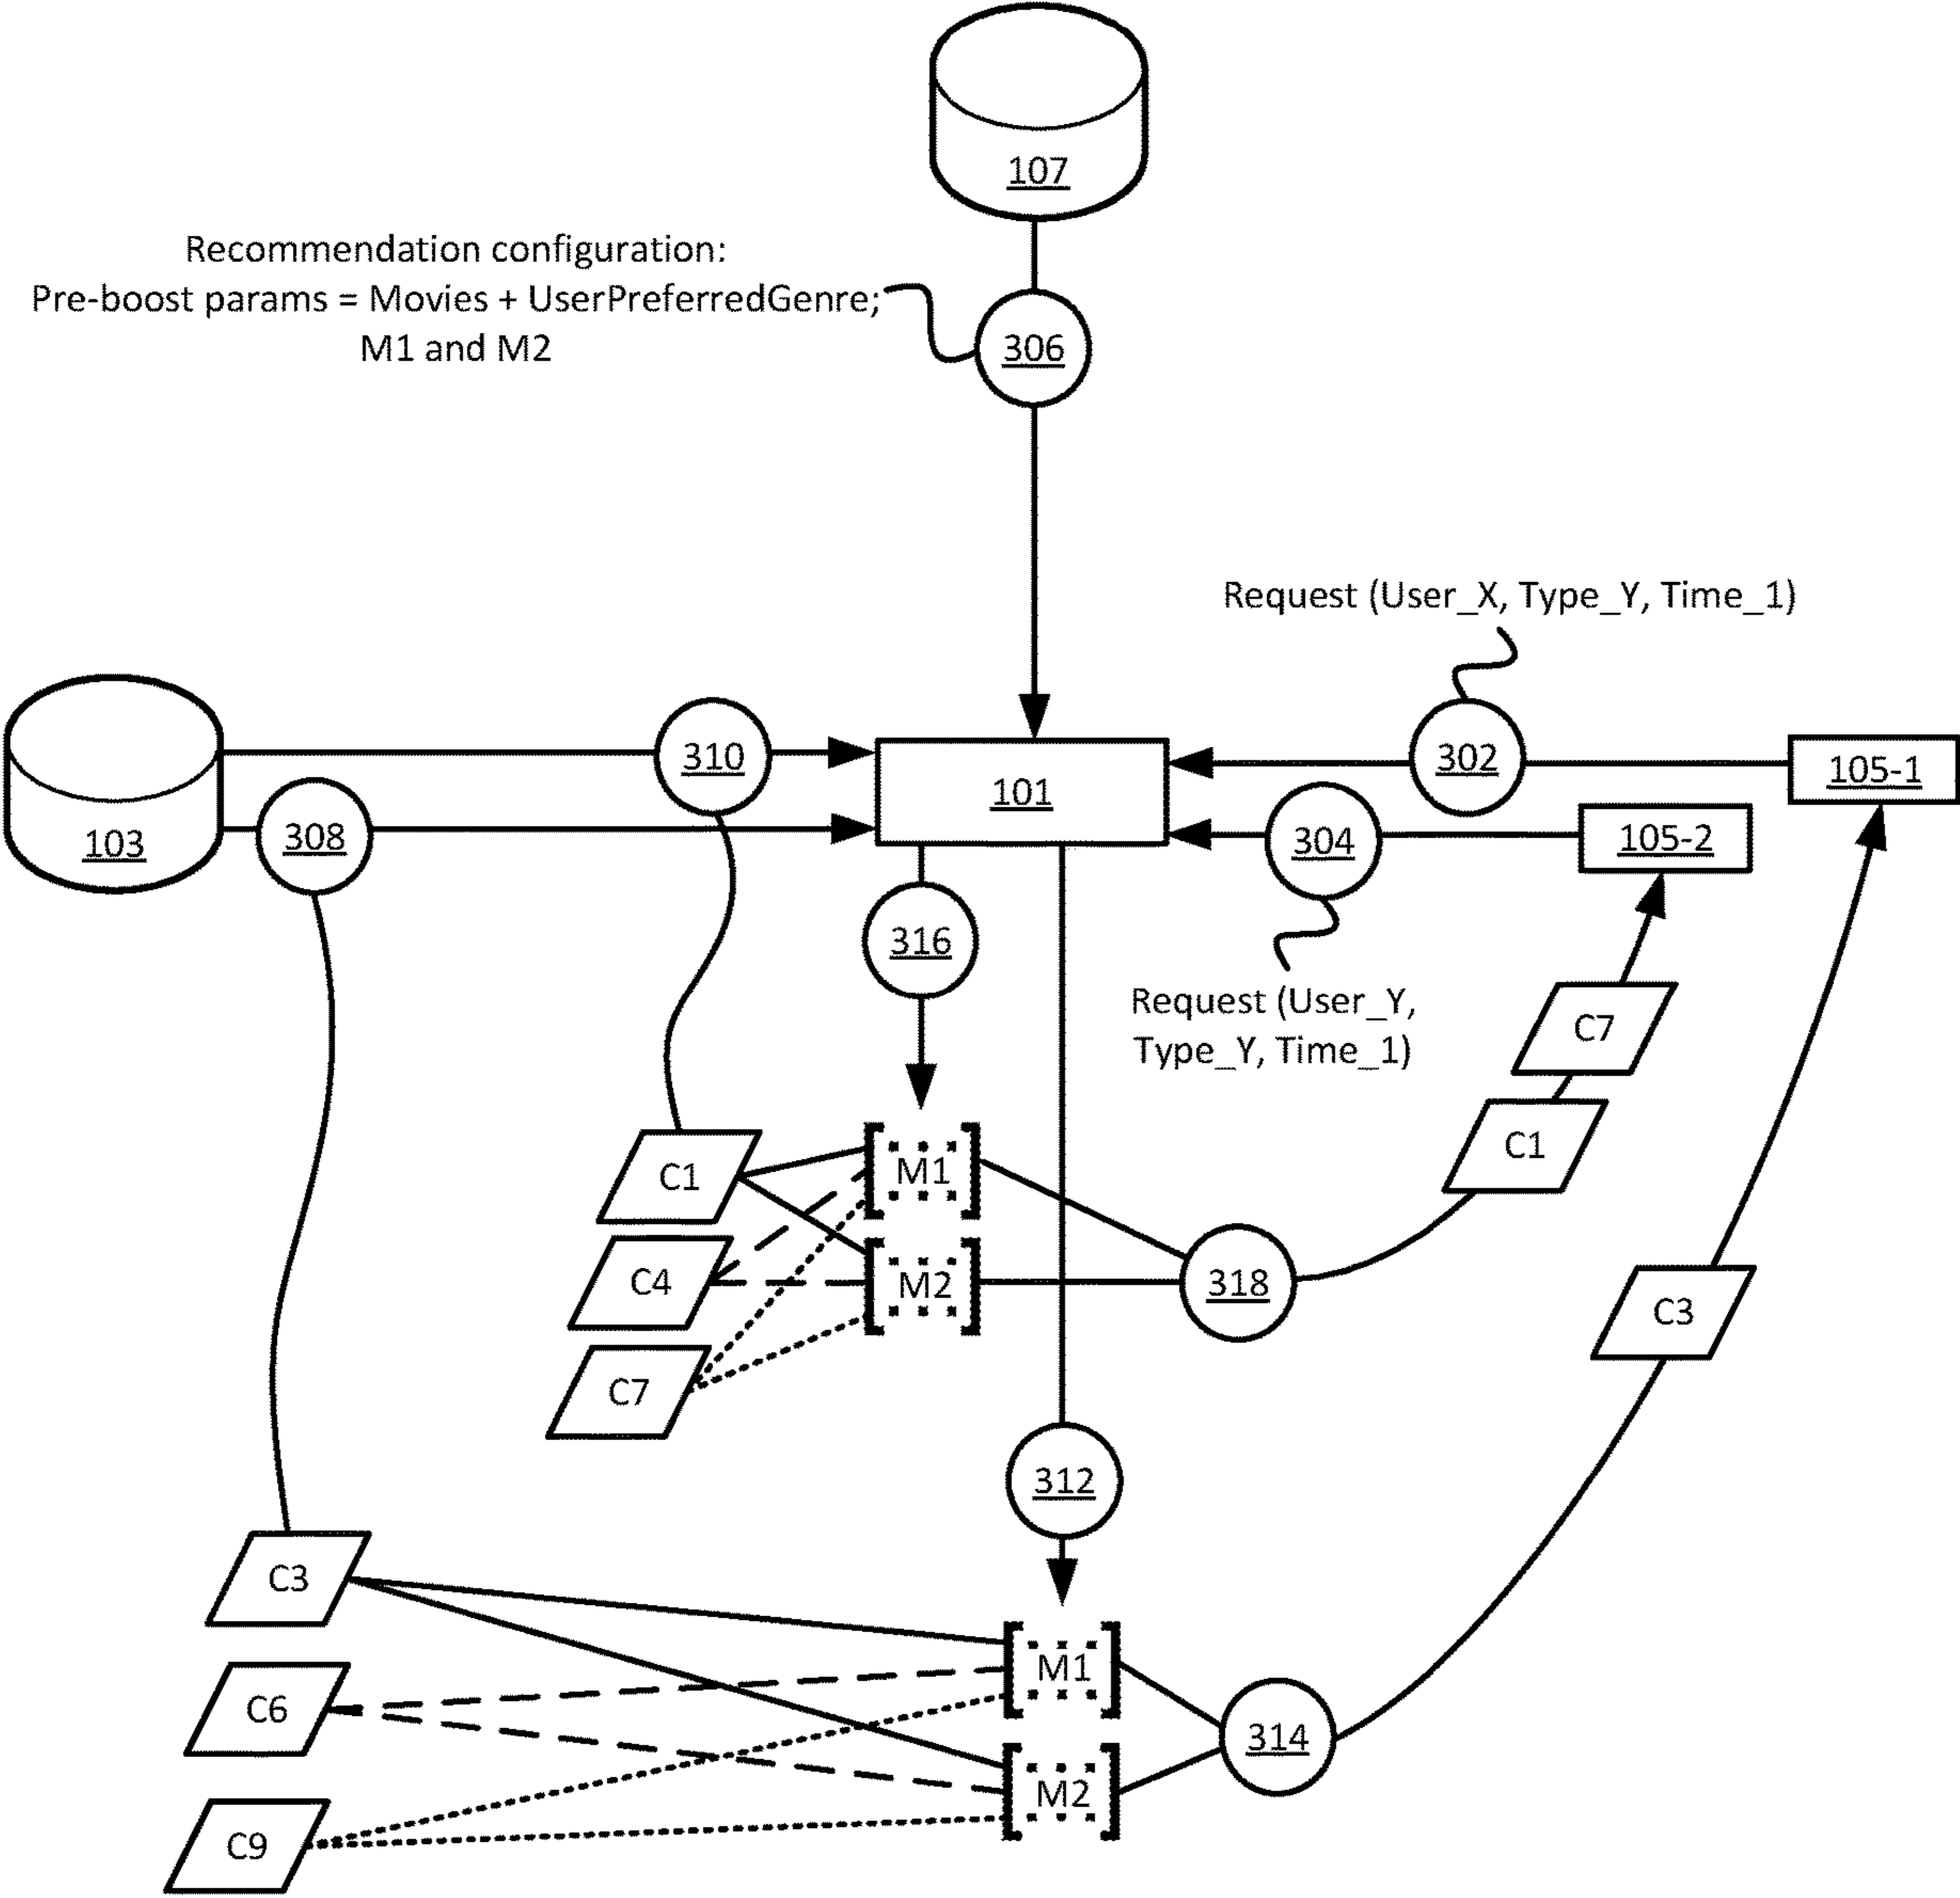 107
Recommendation configuration:
Pre-boost params = Movies + UserPreferredGenre;
M1 and M2
306
Request (User_X, Type_Y, Time_1)
310
302
105-1
101
103
308
304
105-2
316
Request (User_Y,
Type_Y, Time_1)
C7
C1
C1
M1
C4
M2
318
C3
C7
312
C3
M1
C6
314
M2
C9